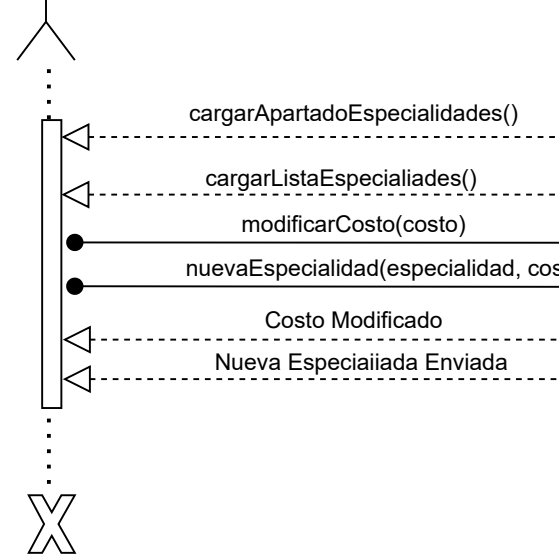 cargarApartadoEspecialidades()
cargarListaEspecialiades()
modificarCosto(costo)
nuevaEspecialidad(especialidad, cos
Costo Modificado
Nueva Especiaiiada Enviada
X